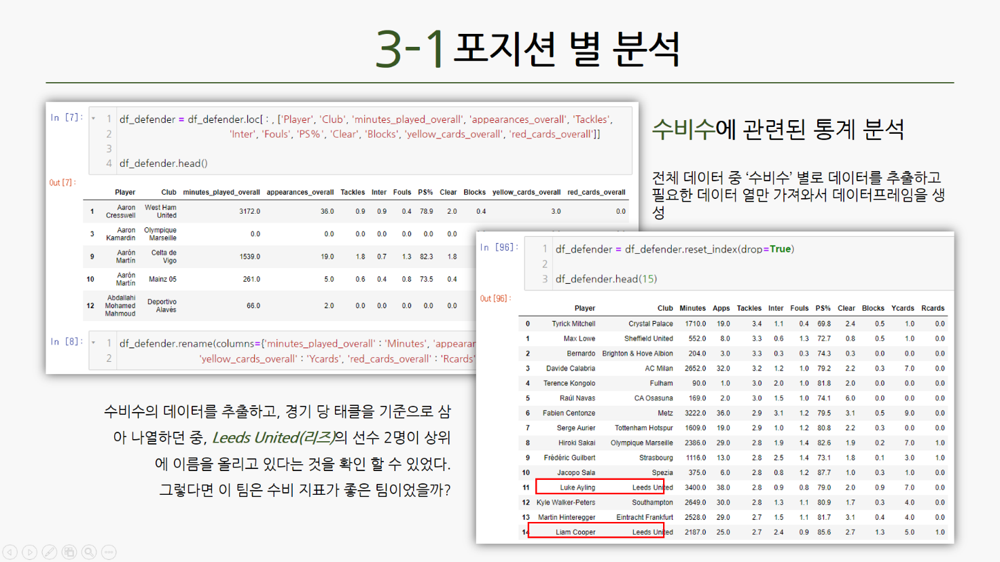 3-1 포지션 별 분석
In [7]:
1 df_defender = df_defender.loc[:, ['Player', 'Club', 'minutes_played_overall', 'appearances_overall', 'Tackles',
2 'Inter', 'Fouls', 'PS%', 'Clear', 'Blocks', 'yellow_cards_overall', 'red_cards_overall']]
3
4 df_defender.head()
Out[7]:
Player Club minutes_played_overall appearances_overall Tackles Inter Fouls PS% Clear Blocks yellow_cards_overall red_cards_overall
1 Aaron Cresswell West Ham United 3172.0 36.0 0.9 0.9 0.4 78.9 2.0 0.4 3.0 0.0
3 Aaron Kamardin Olympique Marseille 0.0 0.0 0.0 0.0 0.0 0.0 0.0
9 Aarón Martín Celta de Vigo 1539.0 19.0 1.8 0.7 1.3 82.3 1.8
10 Aarón Martín Mainz 05 261.0 5.0 0.6 0.4 0.8 73.5 0.4
12 Abdallahi Mohamed Mahmoud Deportivo Alavés 66.0 2.0 0.0 0.0 0.0 0.0 0.0
In [8]:
1 df_defender.rename(columns={'minutes_played_overall' : 'Minutes', 'appearan
2 'yellow_cards_overall' : 'Ycards', 'red_cards_overall' : 'Rcards'
수비수에 관련된 통계 분석
전체 데이터 중 ‘수비수’ 별로 데이터를 추출하고
필요한 데이터 열만 가져와서 데이터프레임을 생
성
In [96]:
1 df_defender = df_defender.reset_index(drop=True)
2
3 df_defender.head(15)
Out[96]:
Player Club Minutes Apps Tackles Inter Fouls PS% Clear Blocks Ycards Rcards
0 Tyrick Mitchell Crystal Palace 1710.0 19.0 3.4 1.1 0.4 69.8 2.4 0.5 1.0 0.0
1 Max Lowe Sheffield United 552.0 8.0 3.3 0.6 1.3 72.7 0.8 0.5 1.0 0.0
2 Bernardo Brighton & Hove Albion 204.0 3.0 3.3 0.3 0.3 74.3 0.3 0.0 0.0 0.0
3 Davide Calabria AC Milan 2652.0 32.0 3.2 1.2 1.0 79.2 2.2 0.3 7.0 0.0
4 Terence Kongolo Fulham 90.0 1.0 3.0 2.0 1.0 81.8 2.0 0.0 0.0 0.0
5 Raúl Navas CA Osasuna 169.0 2.0 3.0 1.5 1.0 74.1 6.0 0.0 0.0 0.0
6 Fabien Centonze Metz 3222.0 36.0 2.9 3.1 1.2 79.5 3.1 0.5 9.0 0.0
7 Serge Aurier Tottenham Hotspur 1609.0 19.0 2.9 1.0 1.2 80.8 2.2 0.3 0.0 0.0
8 Hiroki Sakai Olympique Marseille 2386.0 29.0 2.8 1.9 1.4 82.6 1.9 0.2 7.0 1.0
9 Frédéric Guilbert Strasbourg 1116.0 13.0 2.8 2.5 1.4 73.1 1.8 0.1 3.0 1.0
10 Jacopo Sala Spezia 375.0 6.0 2.8 0.8 1.2 87.7 1.0 0.3 1.0 0.0
11 Luke Ayling Leeds United 3400.0 38.0 2.8 0.9 0.8 79.0 2.0 0.9 7.0 0.0
12 Kyle Walker-Peters Southampton 2649.0 30.0 2.8 1.3 1.1 80.9 1.7 0.3 4.0 0.0
13 Martin Hinteregger Eintracht Frankfurt 2528.0 29.0 2.7 1.5 1.1 81.7 3.1 0.4 4.0 0.0
14 Liam Cooper Leeds United 2187.0 25.0 2.7 2.4 0.9 85.6 2.7 1.3 5.0 1.0
수비수의 데이터를 추출하고, 경기 당 태클을 기준으로 삼
아 나열하던 중, Leeds United(리즈)의 선수 2명이 상위
에 이름을 올리고 있다는 것을 확인 할 수 있었다.
그렇다면 이 팀은 수비 지표가 좋은 팀이었을까?